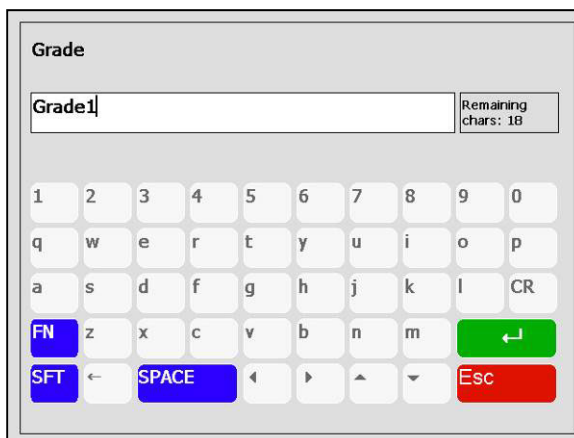 Grade
Grade1
Remaining
chars: 18
1 2 3 4 5 6 7 8 9 0
q w e r t y u i o p
a s d f g h j k l CR
FN z x c v b n m
SFT ← SPACE
Esc